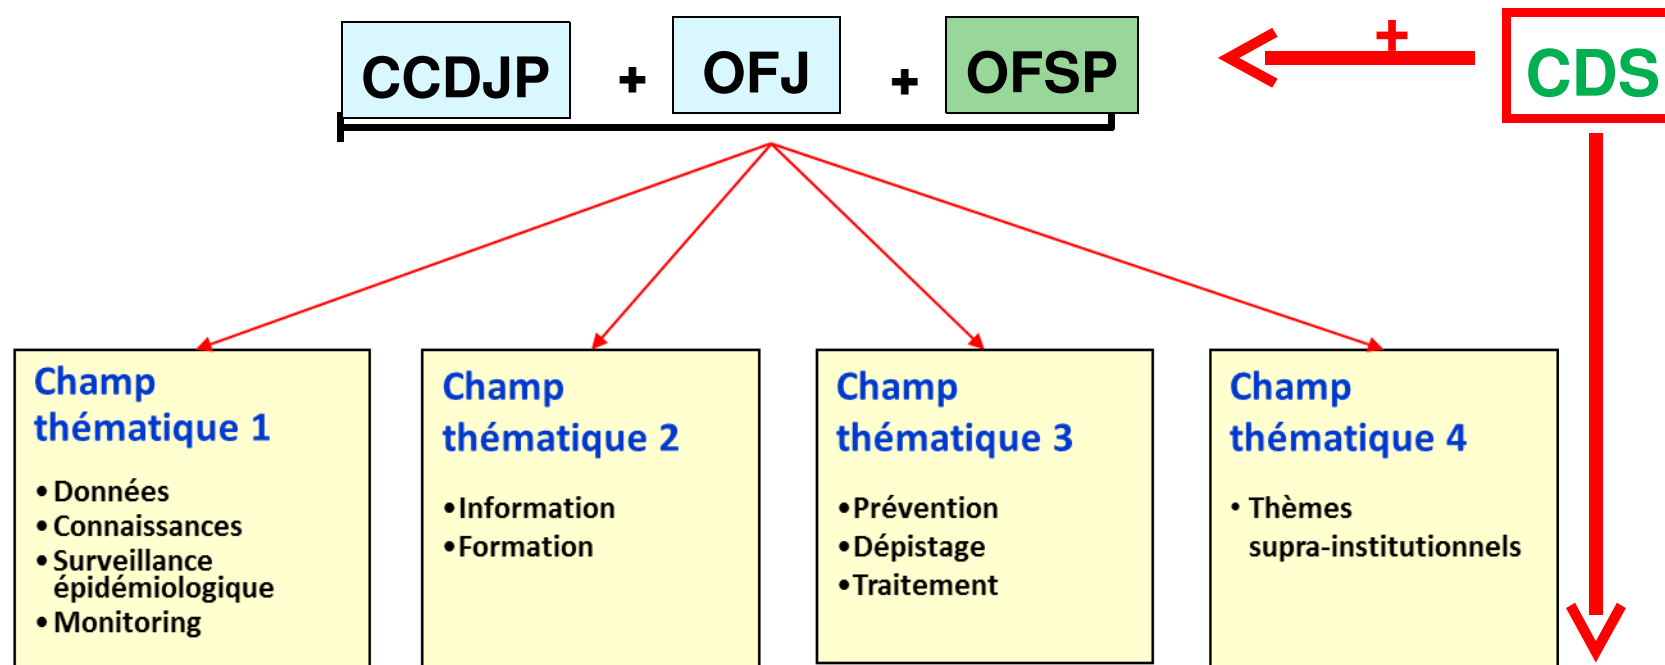 CCDJP + OFJ + OFSP + CDS
Champ
thématique 1
• Données
• Connaissances
• Surveillance
épidémiologique
• Monitoring
Champ
thématique 2
• Information
• Formation
Champ
thématique 3
• Prévention
• Dépistage
• Traitement
Champ
thématique 4
• Thèmes
supra-institutionnels